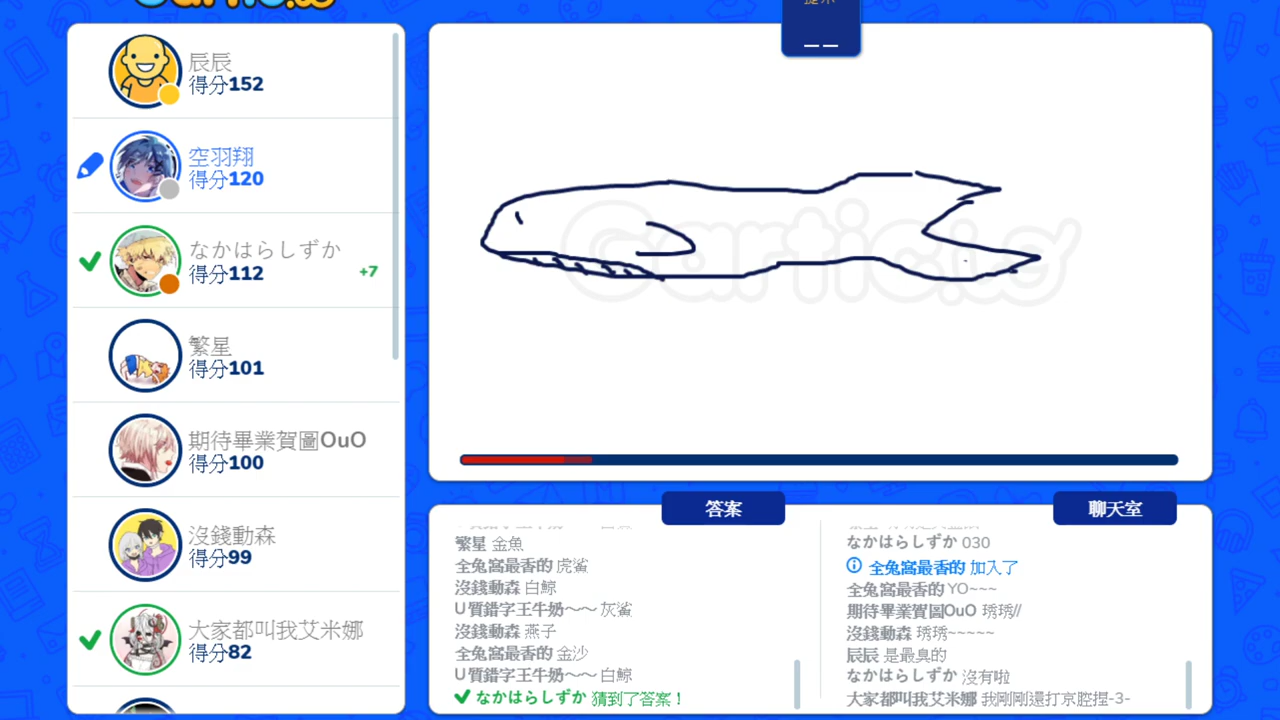 辰辰
得分152
空羽翔
得分120
なかはらしずか
得分112
+7
繁星
得分101
期待畢業賀圖OuO
得分100
沒錢動森
得分99
大家都叫我艾米娜
得分82
提示
Gartic.io
答案
繁星 金魚
全兔窩最香的 虎鯊
沒錢動森 白鯨
U質錯字王牛奶～～ 灰鯊
沒錢動森 燕子
全兔窩最香的 金沙
U質錯字王牛奶～～ 白鯨
なかはらしずか 猜到了答案！
聊天室
なかはらしずか 030
全兔窩最香的 加入了
全兔窩最香的 YO~~~
期待畢業賀圖OuO 琇琇//
沒錢動森 琇琇~~~~~
辰辰 是最臭的
なかはらしずか 沒有啦
大家都叫我艾米娜 我剛剛還打京腔捏-3-